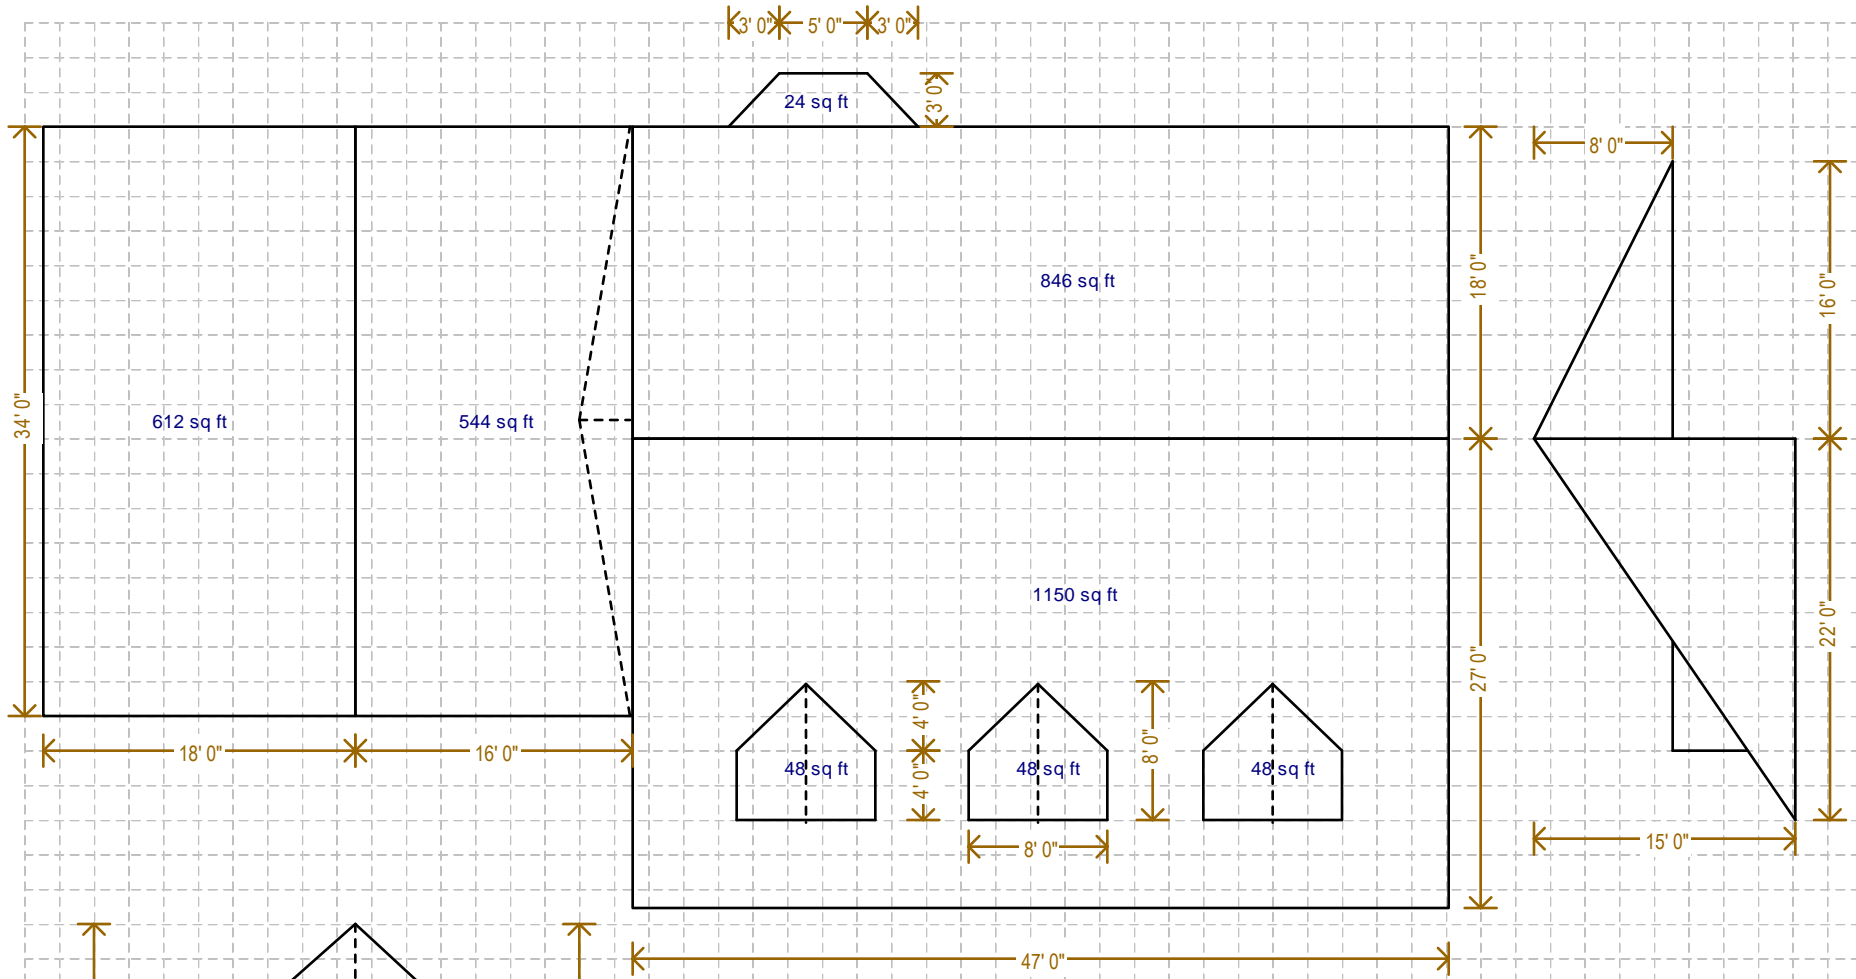 3' 0" 5' 0" 3' 0"
24 sq ft
3' 0"
8' 0"
18' 0"
16' 0"
846 sq ft
34' 0"
612 sq ft
544 sq ft
1150 sq ft
22' 0"
27' 0"
4' 0"
18' 0"
16' 0"
8' 0"
4' 0"
48 sq ft
48 sq ft
48 sq ft
8' 0"
15' 0"
47' 0"